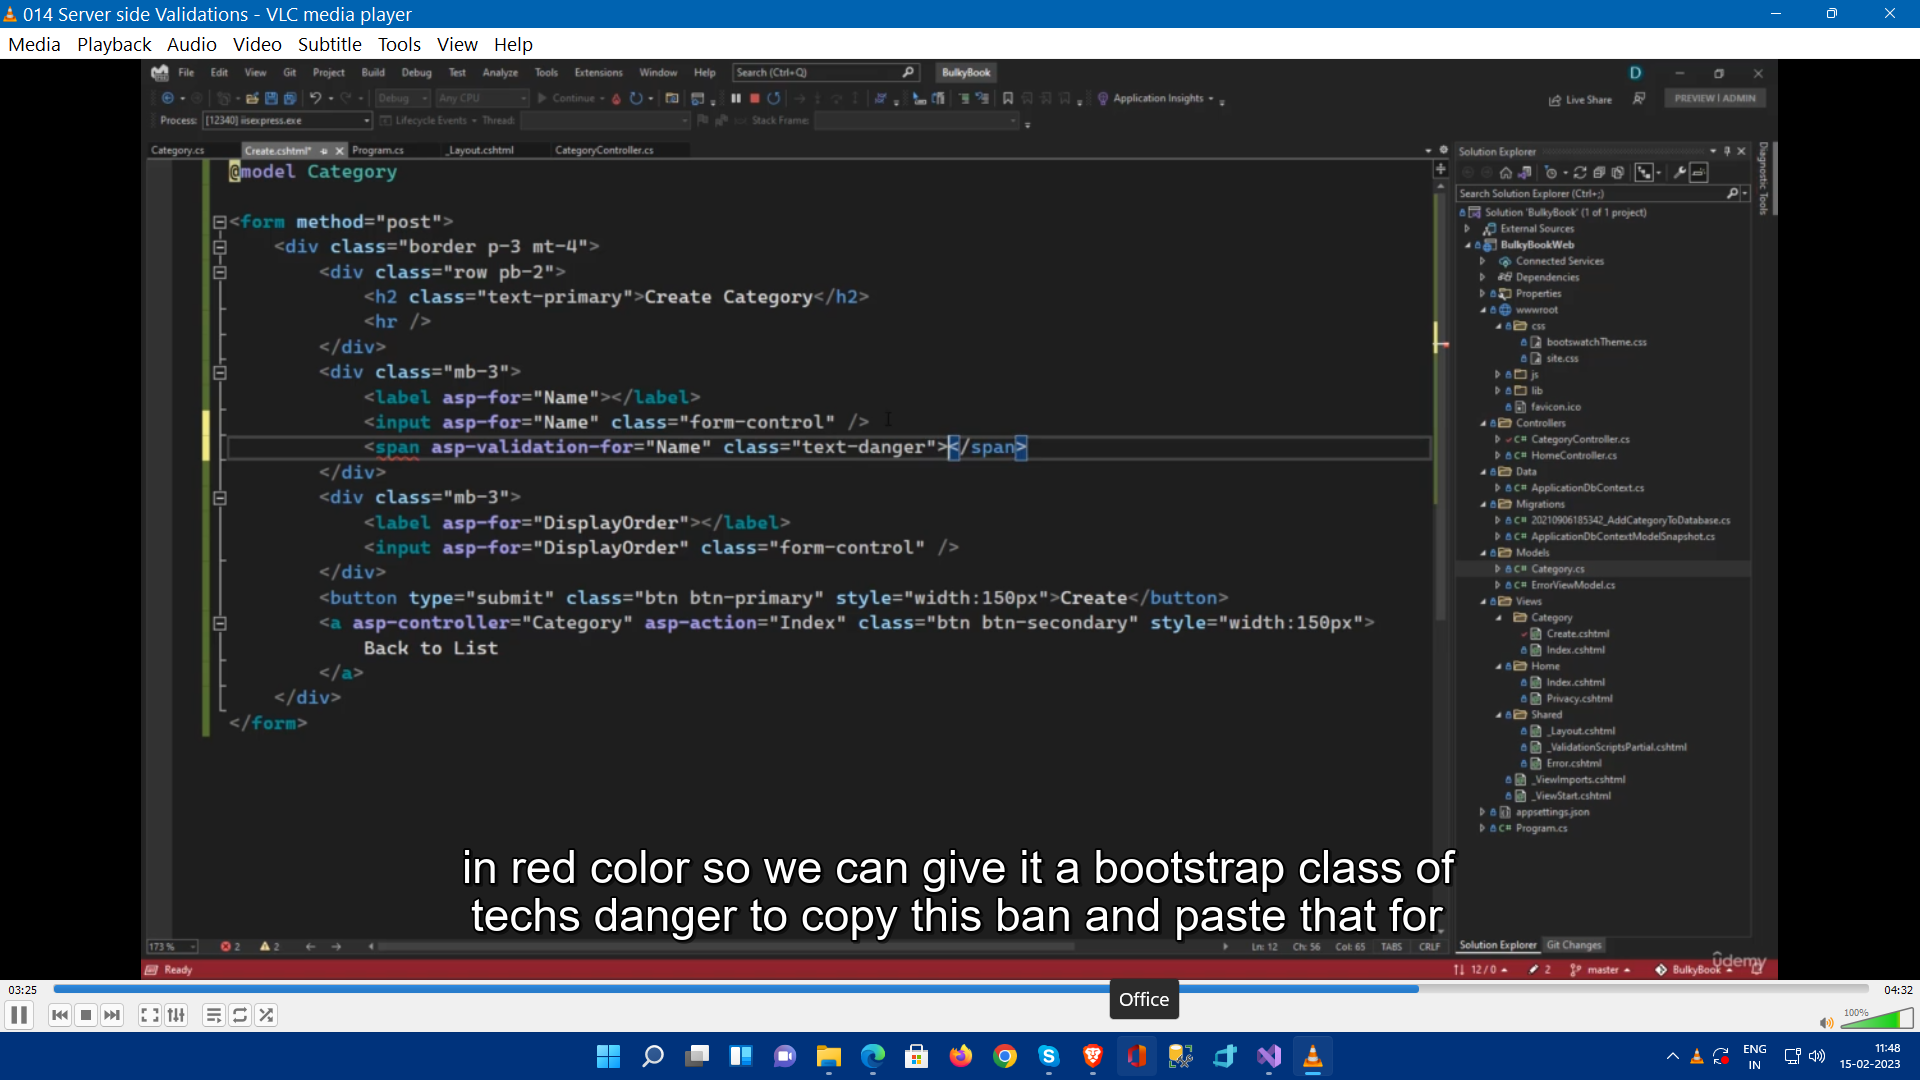 014 Server side Validations - VLC media player
Media Playback Audio Video Subtitle Tools View Help
File Edit View Git Project Build Debug Test Analyze Tools Extensions Window Help Search (Ctrl+Q) BulkyBook D
Debug Any CPU Continue Application Insights Live Share PREVIEW | ADMIN
Process: [12340] iisexpress.exe Lifecycle Events Thread: Stack Frame:
Category.cs Create.cshtml* Program.cs _Layout.cshtml CategoryController.cs
@model Category
<form method="post">
<div class="border p-3 mt-4">
<div class="row pb-2">
<h2 class="text-primary">Create Category</h2>
<hr />
</div>
<div class="mb-3">
<label asp-for="Name"></label>
<input asp-for="Name" class="form-control" />
<span asp-validation-for="Name" class="text-danger"></span>
</div>
<div class="mb-3">
<label asp-for="DisplayOrder"></label>
<input asp-for="DisplayOrder" class="form-control" />
</div>
<button type="submit" class="btn btn-primary" style="width:150px">Create</button>
<a asp-controller="Category" asp-action="Index" class="btn btn-secondary" style="width:150px">
Back to List
</a>
</div>
</form>
Solution Explorer
Search Solution Explorer (Ctrl+;)
Solution 'BulkyBook' (1 of 1 project)
External Sources
BulkyBookWeb
Connected Services
Dependencies
Properties
wwwroot
css
bootswatchTheme.css
site.css
js
lib
favicon.ico
Controllers
C# CategoryController.cs
C# HomeController.cs
Data
C# ApplicationDbContext.cs
Migrations
C# 20210906185342_AddCategoryToDatabase.cs
C# ApplicationDbContextModelSnapshot.cs
Models
C# Category.cs
C# ErrorViewModel.cs
Views
Category
Create.cshtml
Index.cshtml
Home
Index.cshtml
Privacy.cshtml
Shared
_Layout.cshtml
_ValidationScriptsPartial.cshtml
Error.cshtml
_ViewImports.cshtml
_ViewStart.cshtml
appsettings.json
C# Program.cs
Diagnostic Tools
in red color so we can give it a bootstrap class of
techs danger to copy this ban and paste that for
173 % 2 2 Ln: 12 Ch: 56 Col: 65 TABS CRLF
Solution Explorer Git Changes
Ready 12 / 0 2 master BulkyBook
udemy
03:25 04:32
Office
100%
ENG
IN
11:48
15-02-2023